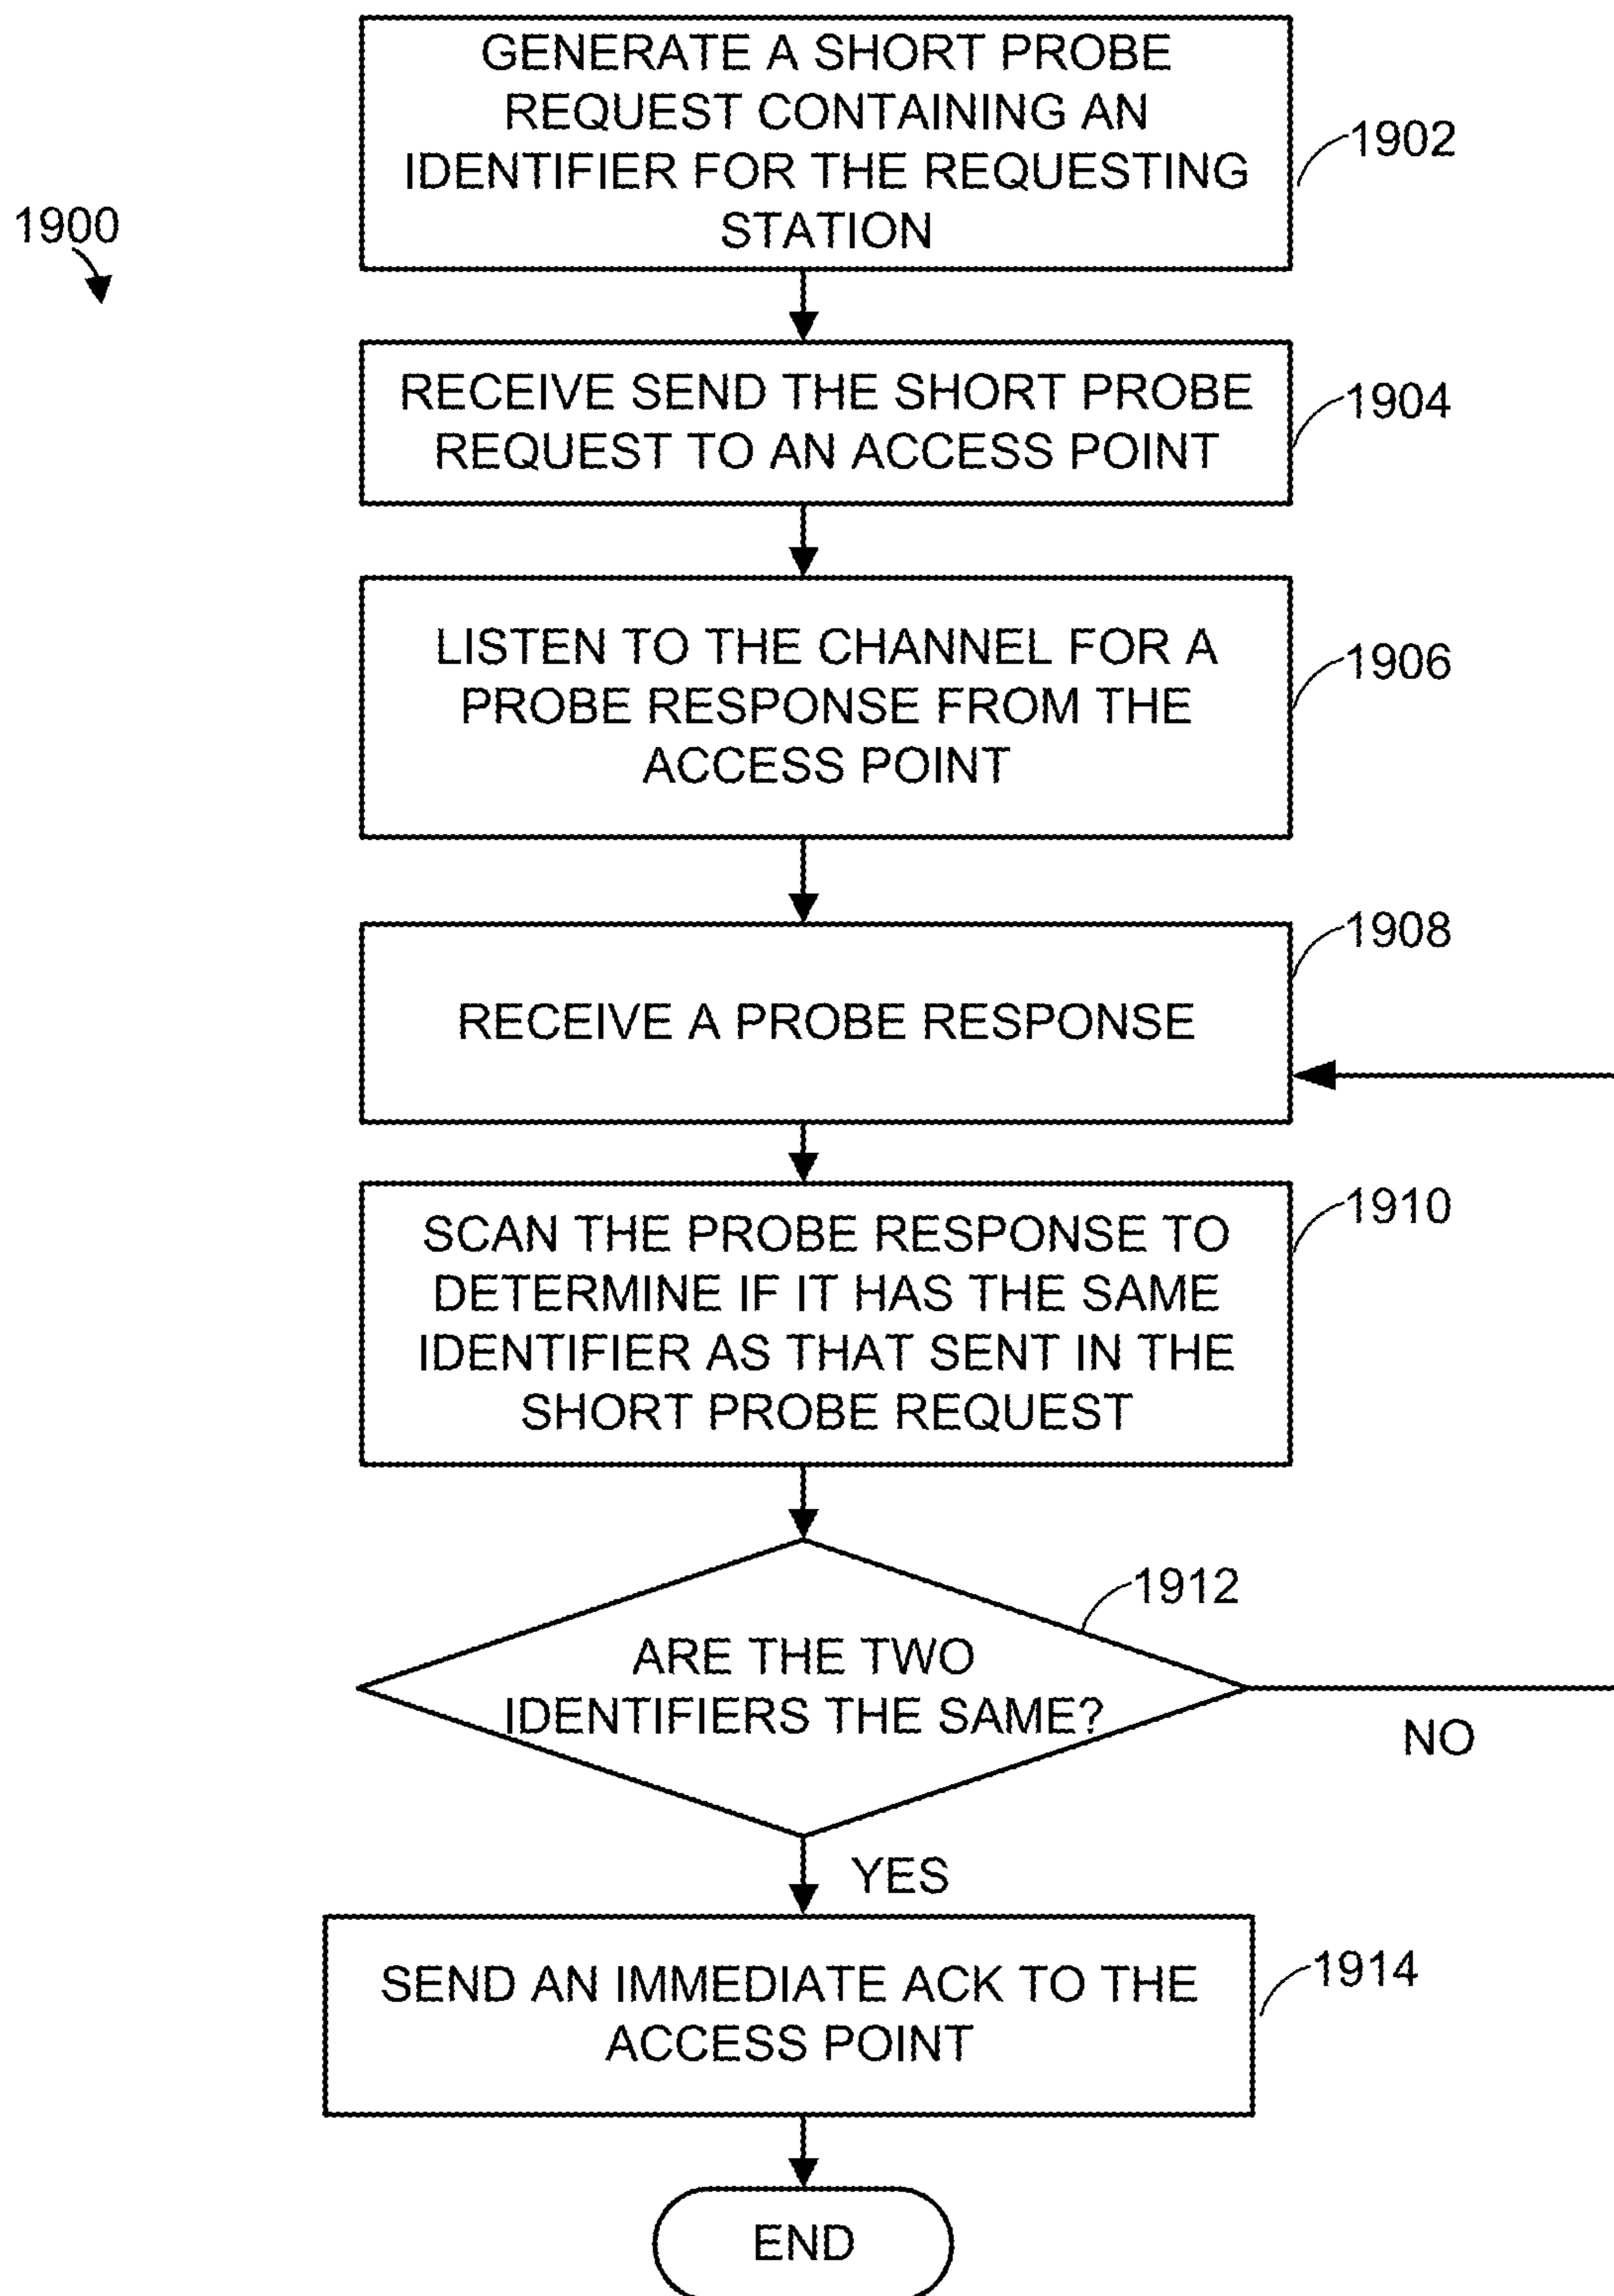 GENERATE A SHORT PROBE
REQUEST CONTAINING AN
IDENTIFIER FOR THE REQUESTING
STATION
1902
1900
RECEIVE SEND THE SHORT PROBE
REQUEST TO AN ACCESS POINT
1904
LISTEN TO THE CHANNEL FOR A
PROBE RESPONSE FROM THE
ACCESS POINT
1906
1908
RECEIVE A PROBE RESPONSE
1910
SCAN THE PROBE RESPONSE TO
DETERMINE IF IT HAS THE SAME
IDENTIFIER AS THAT SENT IN THE
SHORT PROBE REQUEST
1912
ARE THE TWO
IDENTIFIERS THE SAME?
NO
YES
SEND AN IMMEDIATE ACK TO THE
ACCESS POINT
1914
END